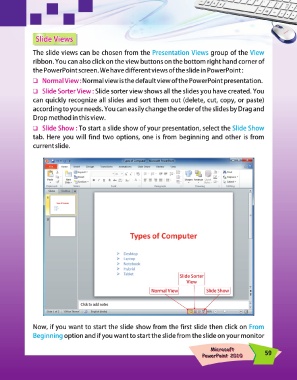 Slide Views
The slide views can be chosen from the Presentation Views group of the View
ribbon. You can also click on the view buttons on the bottom right hand corner of
the PowerPoint screen. We have different views of the slide in PowerPoint:
❑ Normal View : Normal view is the default view of the PowerPoint presentation.
❑ Slide Sorter View : Slide sorter view shows all the slides you have created. You
can quickly recognize all slides and sort them out (delete, cut, copy, or paste)
according to your needs. You can easily change the order of the slides by Drag and
Drop method in this view.
❑ Slide Show : To start a slide show of your presentation, select the Slide Show
tab. Here you will find two options, one is from beginning and other is from
current slide.
Types of Computer
Desktop
Laptop
Notebook
Hybrid
Tablet
Slide Sorter
View
Normal View
Slide Show
Click to add notes
Now, if you want to start the slide show from the first slide then click on From
Beginning option and if you want to start the slide from the slide on your monitor
Microsoft
PowerPoint 2010
59